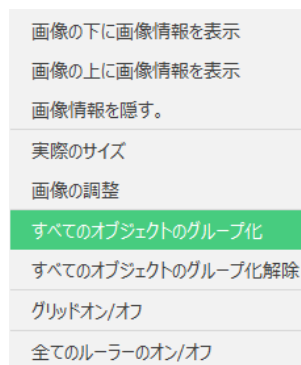 画像の下に画像情報を表示
画像の上に画像情報を表示
画像情報を隠す。
実際のサイズ
画像の調整
すべてのオブジェクトのグループ化
すべてのオブジェクトのグループ化解除
グリッドオン/オフ
全てのルーラーのオン/オフ